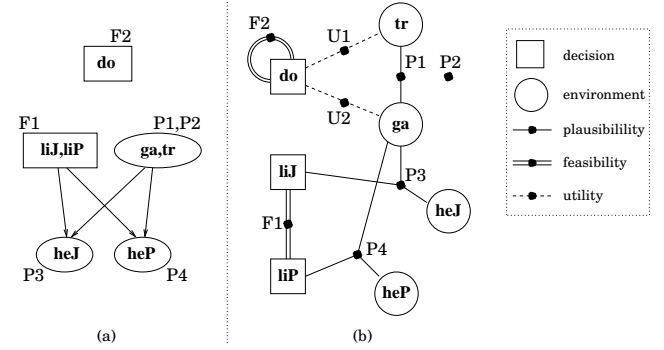 F2
do
F1
P1,P2
liJ,liP
ga,tr
heJ
heP
P3
P4
(a)
F2
U1
tr
do
P1
P2
U2
ga
liJ
P3
F1
heJ
P4
liP
heP
(b)
decision
environment
plausibilility
feasibility
utility